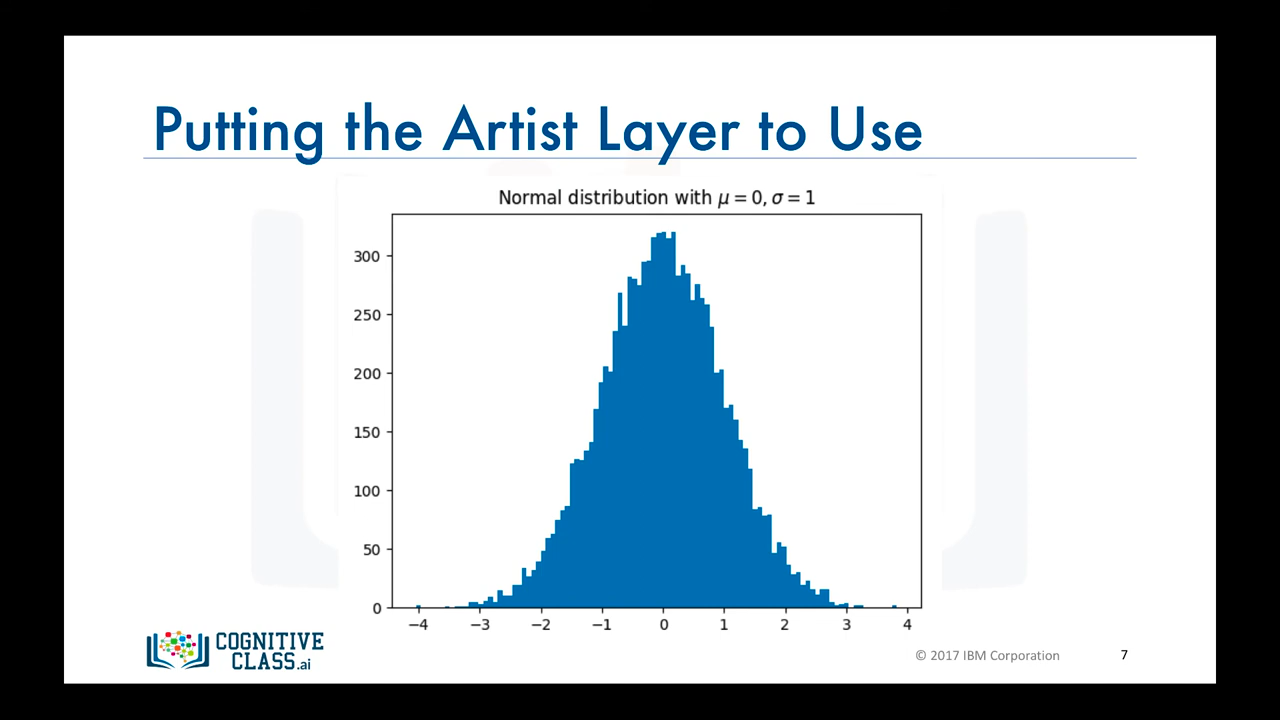 Putting the Artist Layer to Use
Normal distribution with μ = 0, σ = 1
300
250
200
150
100
50
0
−4 −3 −2 −1 0 1 2 3 4
COGNITIVE
CLASS.ai
© 2017 IBM Corporation 7